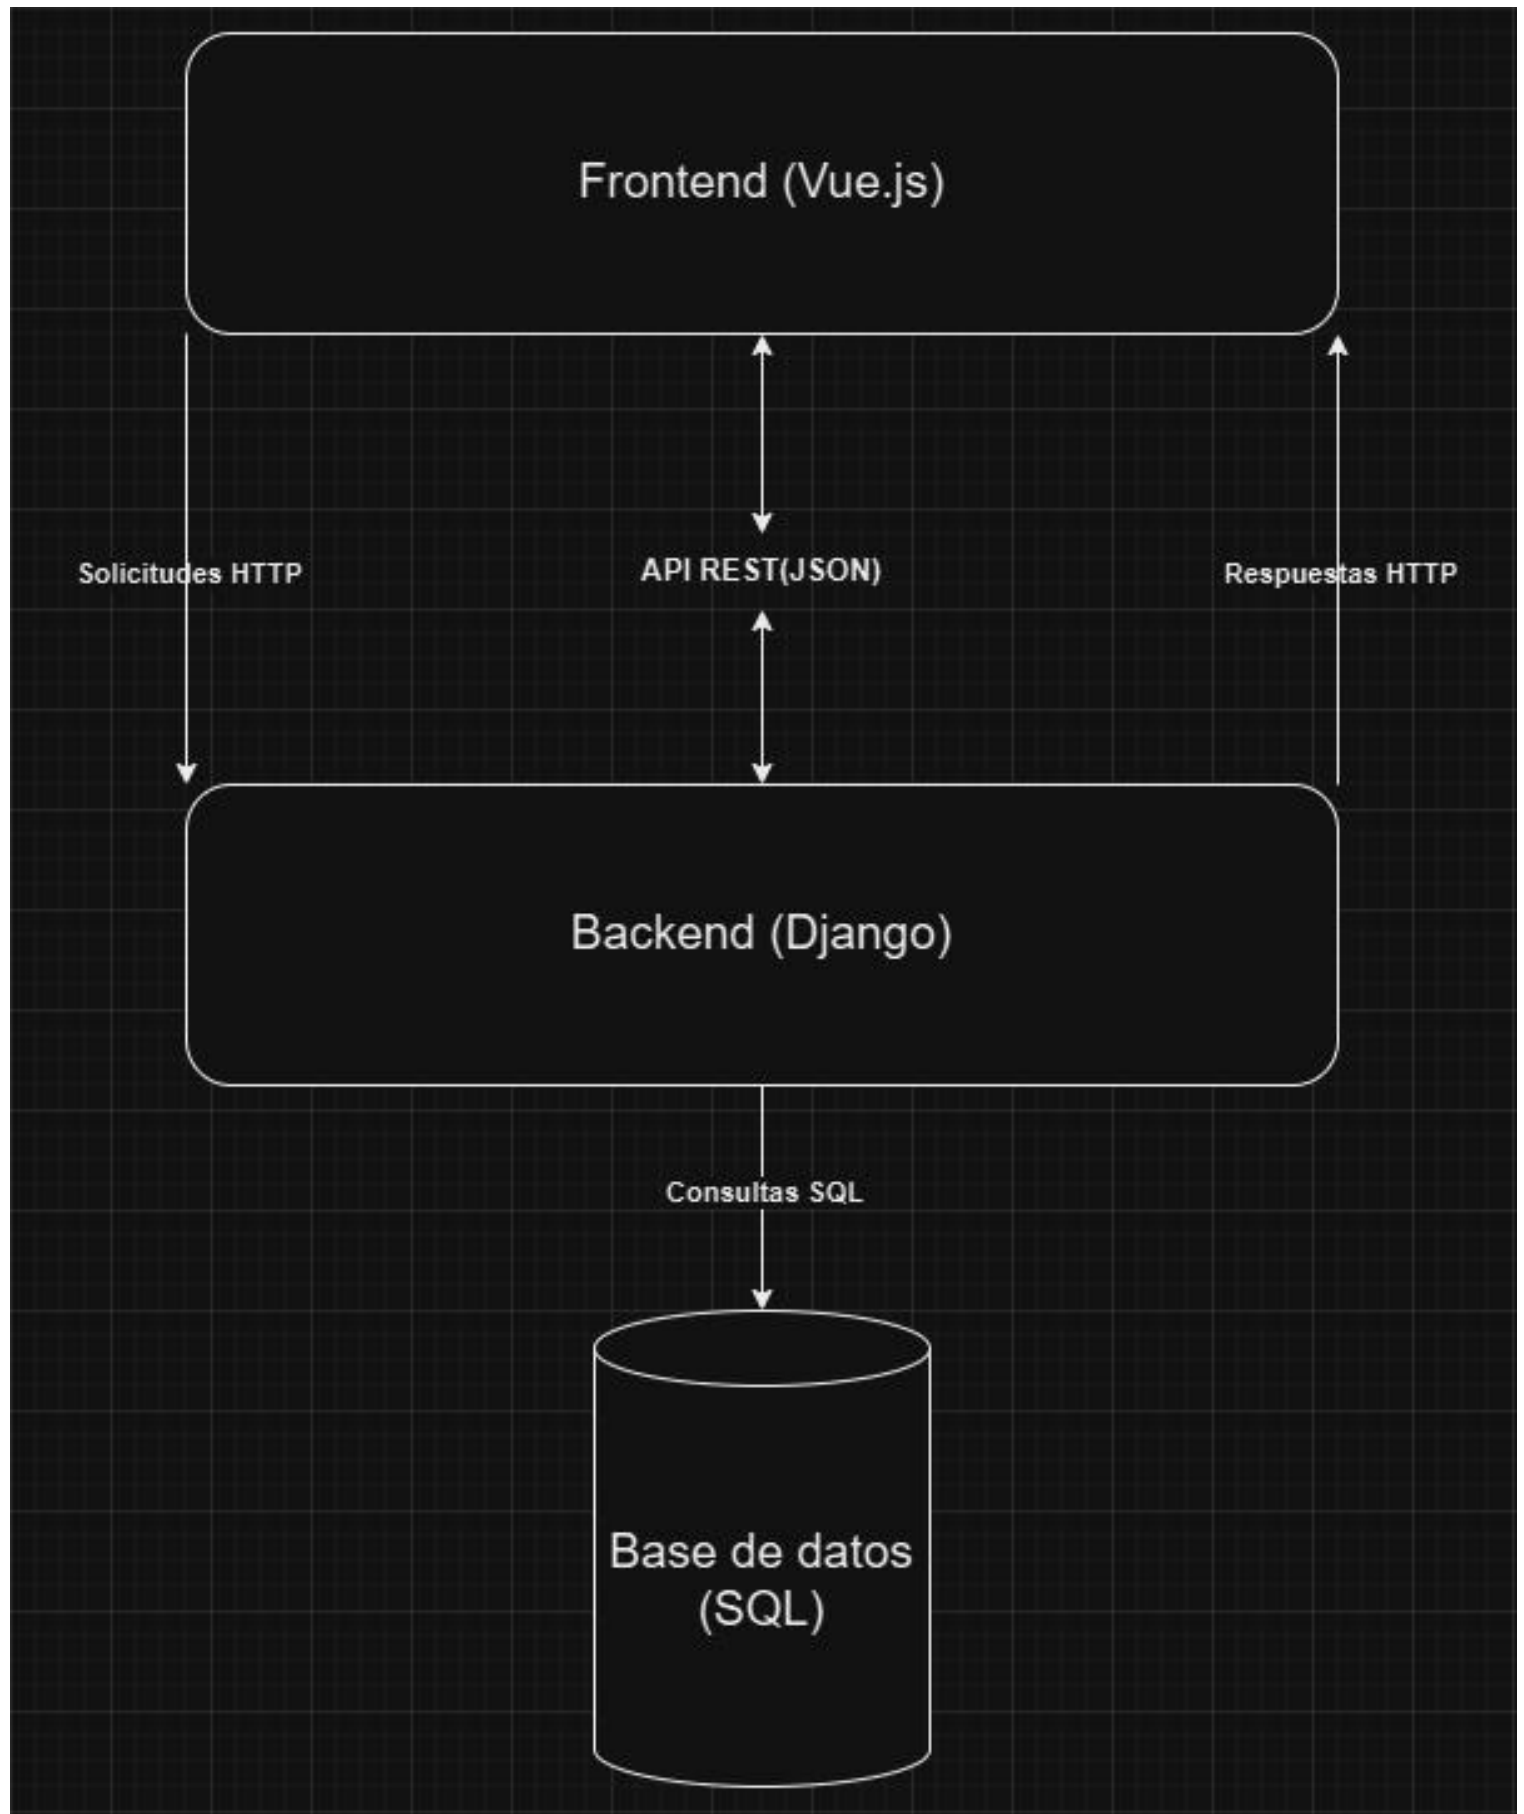 Frontend (Vue.js)
Solicitudes HTTP
API REST(JSON)
Respuestas HTTP
Backend (Django)
Consultas SQL
Base de datos
(SQL)